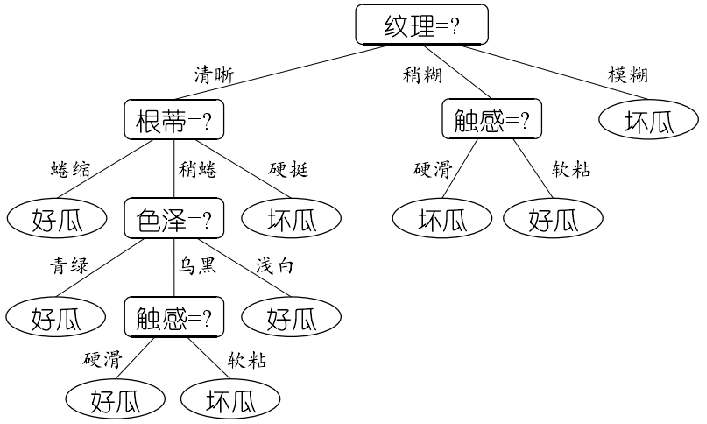 纹理=?
清晰 稍糊 模糊
根蒂=? 触感=? 坏瓜
蜷缩 稍蜷 硬挺 硬滑 软粘
好瓜 色泽=? 坏瓜 坏瓜 好瓜
青绿 乌黑 浅白
好瓜 触感=? 好瓜
硬滑 软粘
好瓜 坏瓜